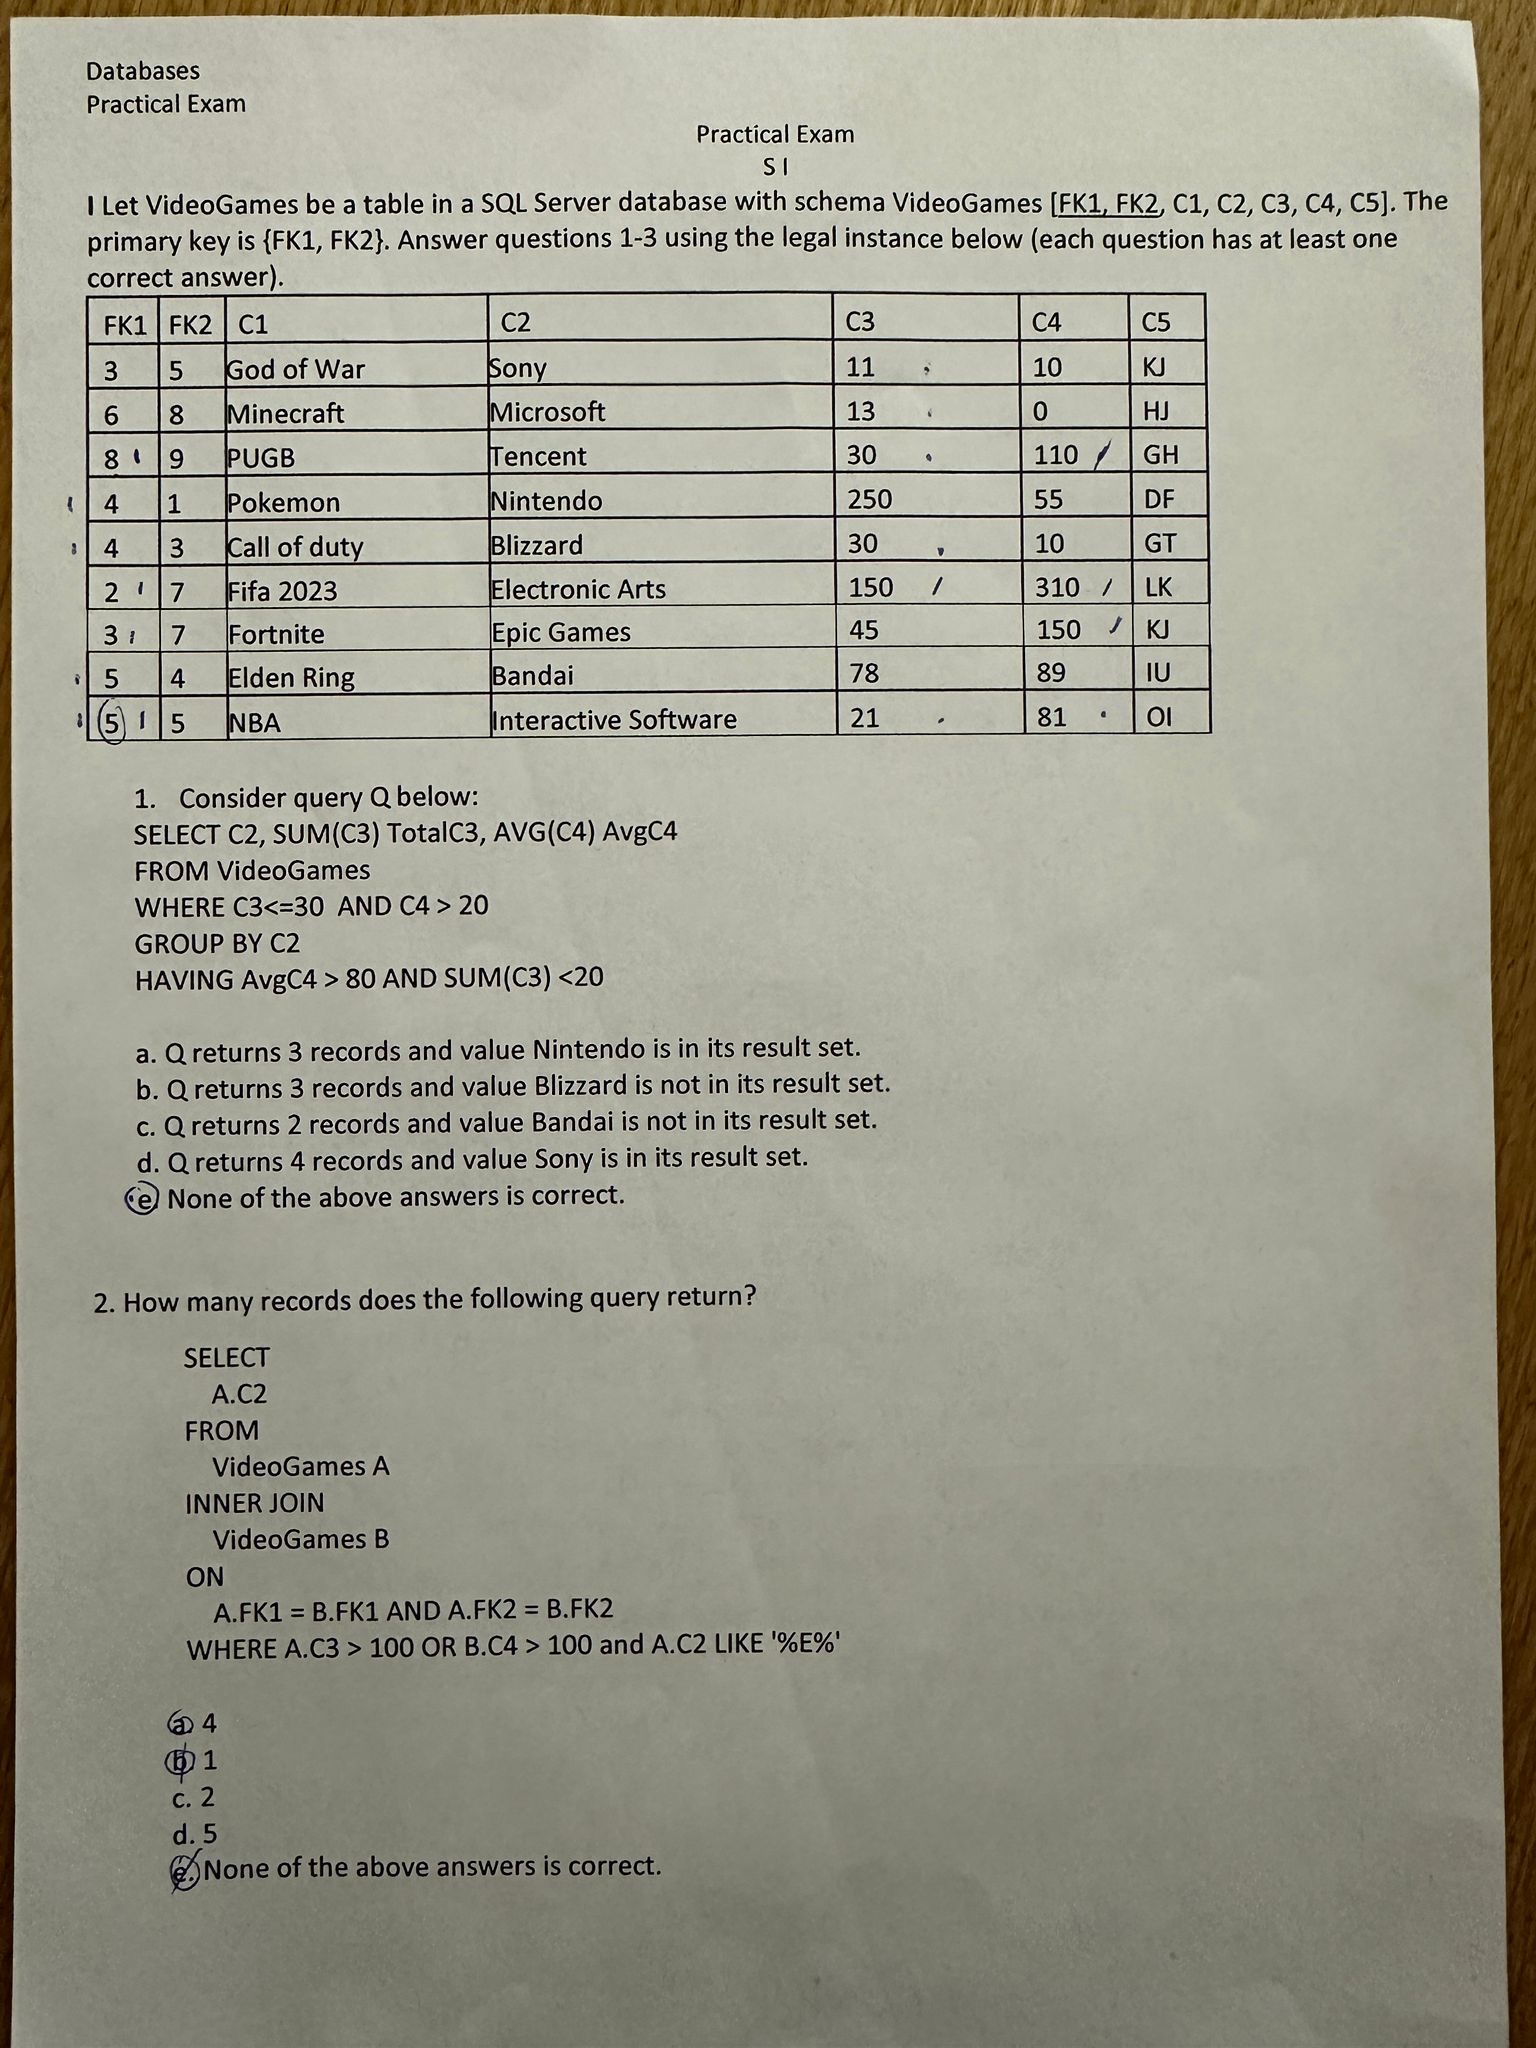 Databases
Practical Exam
Practical Exam
S I
I Let VideoGames be a table in a SQL Server database with schema VideoGames [FK1, FK2, C1, C2, C3, C4, C5]. The
primary key is {FK1, FK2}. Answer questions 1-3 using the legal instance below (each question has at least one
correct answer).
FK1 FK2 C1 C2 C3 C4 C5
3 5 God of War Sony 11 10 KJ
6 8 Minecraft Microsoft 13 0 HJ
8 9 PUGB Tencent 30 110 GH
4 1 Pokemon Nintendo 250 55 DF
4 3 Call of duty Blizzard 30 10 GT
2 7 Fifa 2023 Electronic Arts 150 310 LK
3 7 Fortnite Epic Games 45 150 KJ
5 4 Elden Ring Bandai 78 89 IU
5 5 NBA Interactive Software 21 81 OI
1. Consider query Q below:
SELECT C2, SUM(C3) TotalC3, AVG(C4) AvgC4
FROM VideoGames
WHERE C3<=30 AND C4 > 20
GROUP BY C2
HAVING AvgC4 > 80 AND SUM(C3) <20
a. Q returns 3 records and value Nintendo is in its result set.
b. Q returns 3 records and value Blizzard is not in its result set.
c. Q returns 2 records and value Bandai is not in its result set.
d. Q returns 4 records and value Sony is in its result set.
e. None of the above answers is correct.
2. How many records does the following query return?
SELECT
A.C2
FROM
VideoGames A
INNER JOIN
VideoGames B
ON
A.FK1 = B.FK1 AND A.FK2 = B.FK2
WHERE A.C3 > 100 OR B.C4 > 100 and A.C2 LIKE '%E%'
a. 4
b. 1
c. 2
d. 5
e. None of the above answers is correct.